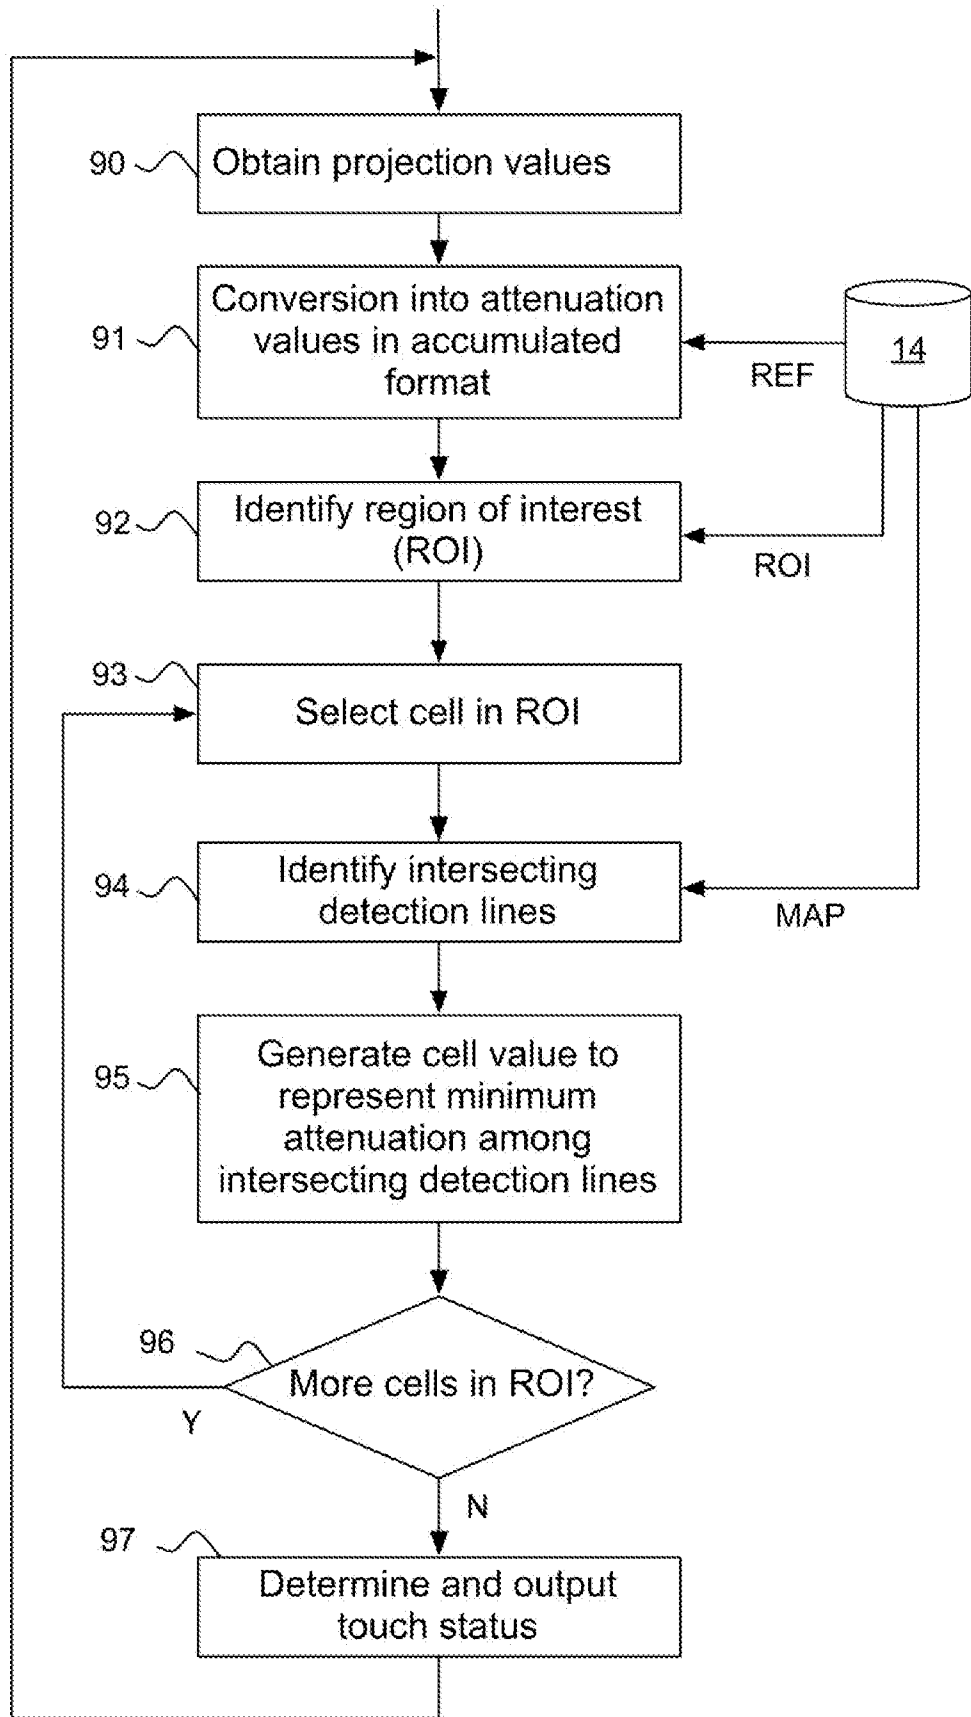 90
Obtain projection values
91
Conversion into attenuation
values in accumulated
format
14
REF
92
Identify region of interest
(ROI)
ROI
93
Select cell in ROI
94
Identify intersecting
detection lines
MAP
95
Generate cell value to
represent minimum
attenuation among
intersecting detection lines
96
More cells in ROI?
Y
N
97
Determine and output
touch status